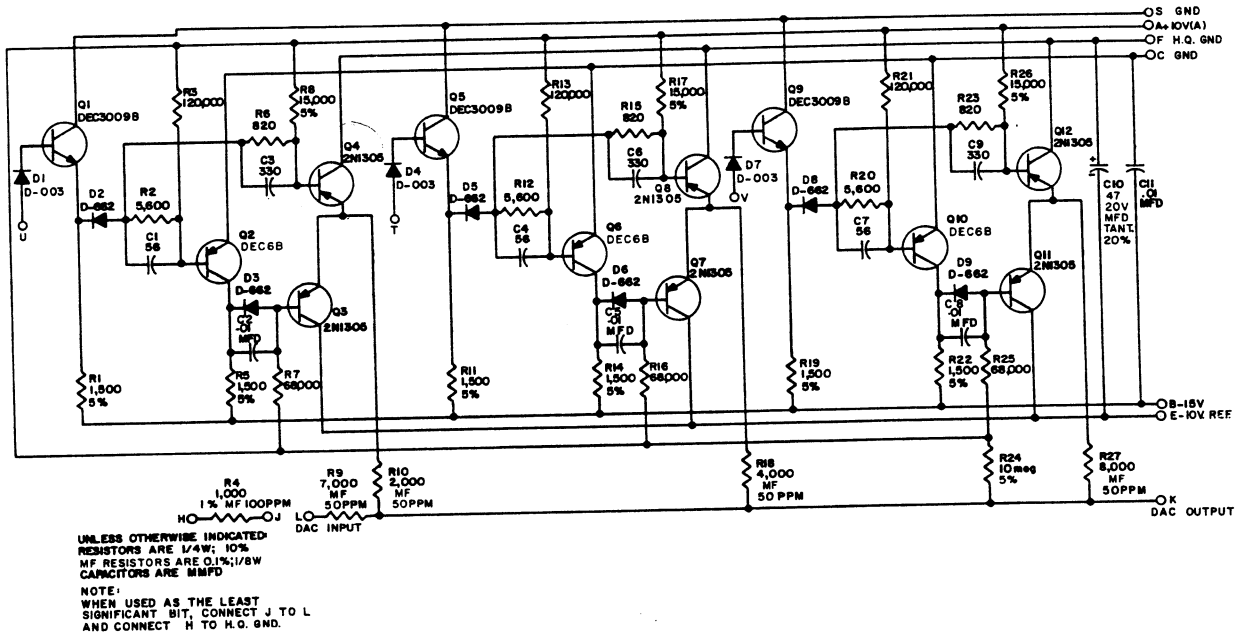 S GND
A+10V(A)
F H.Q. GND
C GND
Q1
DEC3009B
R3
120,000
R8
15,000
5%
R6
820
C3
330
Q4
2N1305
D1
D-003
U
D2
D-662
R2
5,600
C1
56
Q2
DEC6B
D3
D-662
C2
.01
MFD
Q3
2N1305
R1
1,500
5%
R5
1,500
5%
R7
68,000
Q5
DEC3009B
R13
120,000
R17
15,000
5%
R15
820
C6
330
Q8
2N1305
D4
D-003
T
D5
D-662
R12
5,600
C4
56
Q6
DEC6B
D6
D-662
C5
.01
MFD
Q7
2N1305
R11
1,500
5%
R14
1,500
5%
R16
68,000
Q9
DEC3009B
R21
120,000
R26
15,000
5%
R23
820
C9
330
Q12
2N1305
D7
D-003
V
D8
D-662
R20
5,600
C7
56
Q10
DEC6B
D9
D-662
C8
.01
MFD
Q11
2N1305
R19
1,500
5%
R22
1,500
5%
R25
68,000
+
C10
47
20V
MFD
TANT.
20%
C11
.01
MFD
B-15V
E-10V. REF.
R4
1,000
1% MF 100PPM
H
J
R9
7,000
MF
50PPM
L
DAC INPUT
R10
2,000
MF
50PPM
R18
4,000
MF
50 PPM
R24
10meg
5%
R27
8,000
MF
50PPM
K
DAC OUTPUT
UNLESS OTHERWISE INDICATED:
RESISTORS ARE 1/4W; 10%
MF RESISTORS ARE 0.1%;1/8W
CAPACITORS ARE MMFD
NOTE:
WHEN USED AS THE LEAST
SIGNIFICANT BIT, CONNECT J TO L
AND CONNECT H TO H.Q. GND.